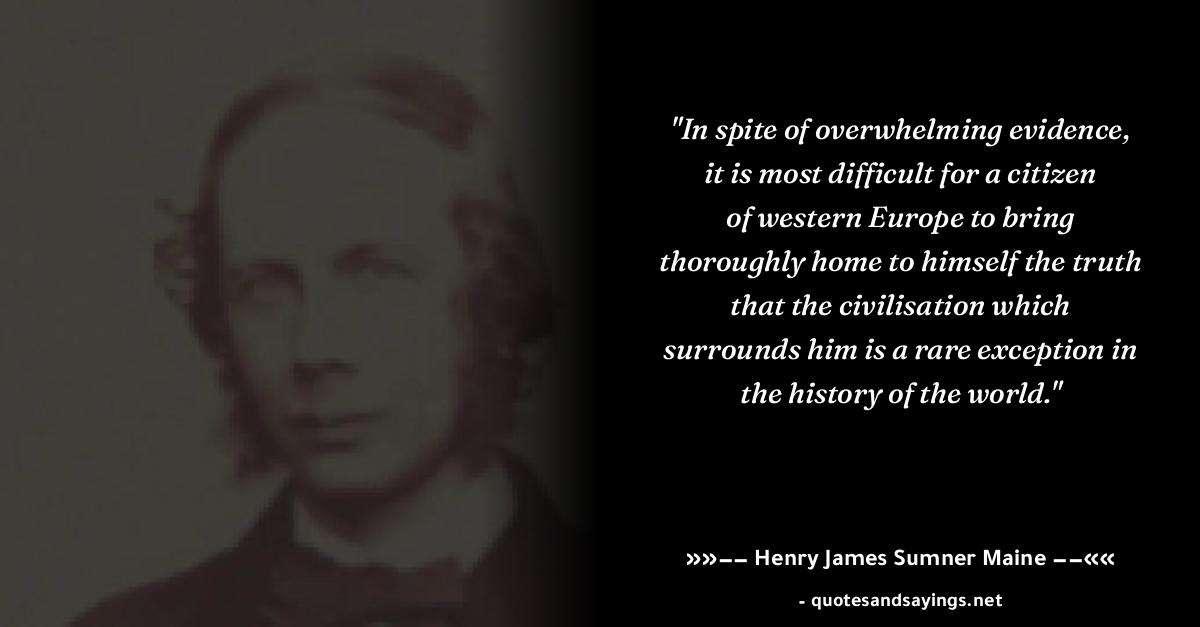 "In spite of overwhelming evidence,
it is most difficult for a citizen
of western Europe to bring
thoroughly home to himself the truth
that the civilisation which
surrounds him is a rare exception in
the history of the world."
»»–– Henry James Sumner Maine ––««
- quotesandsayings.net